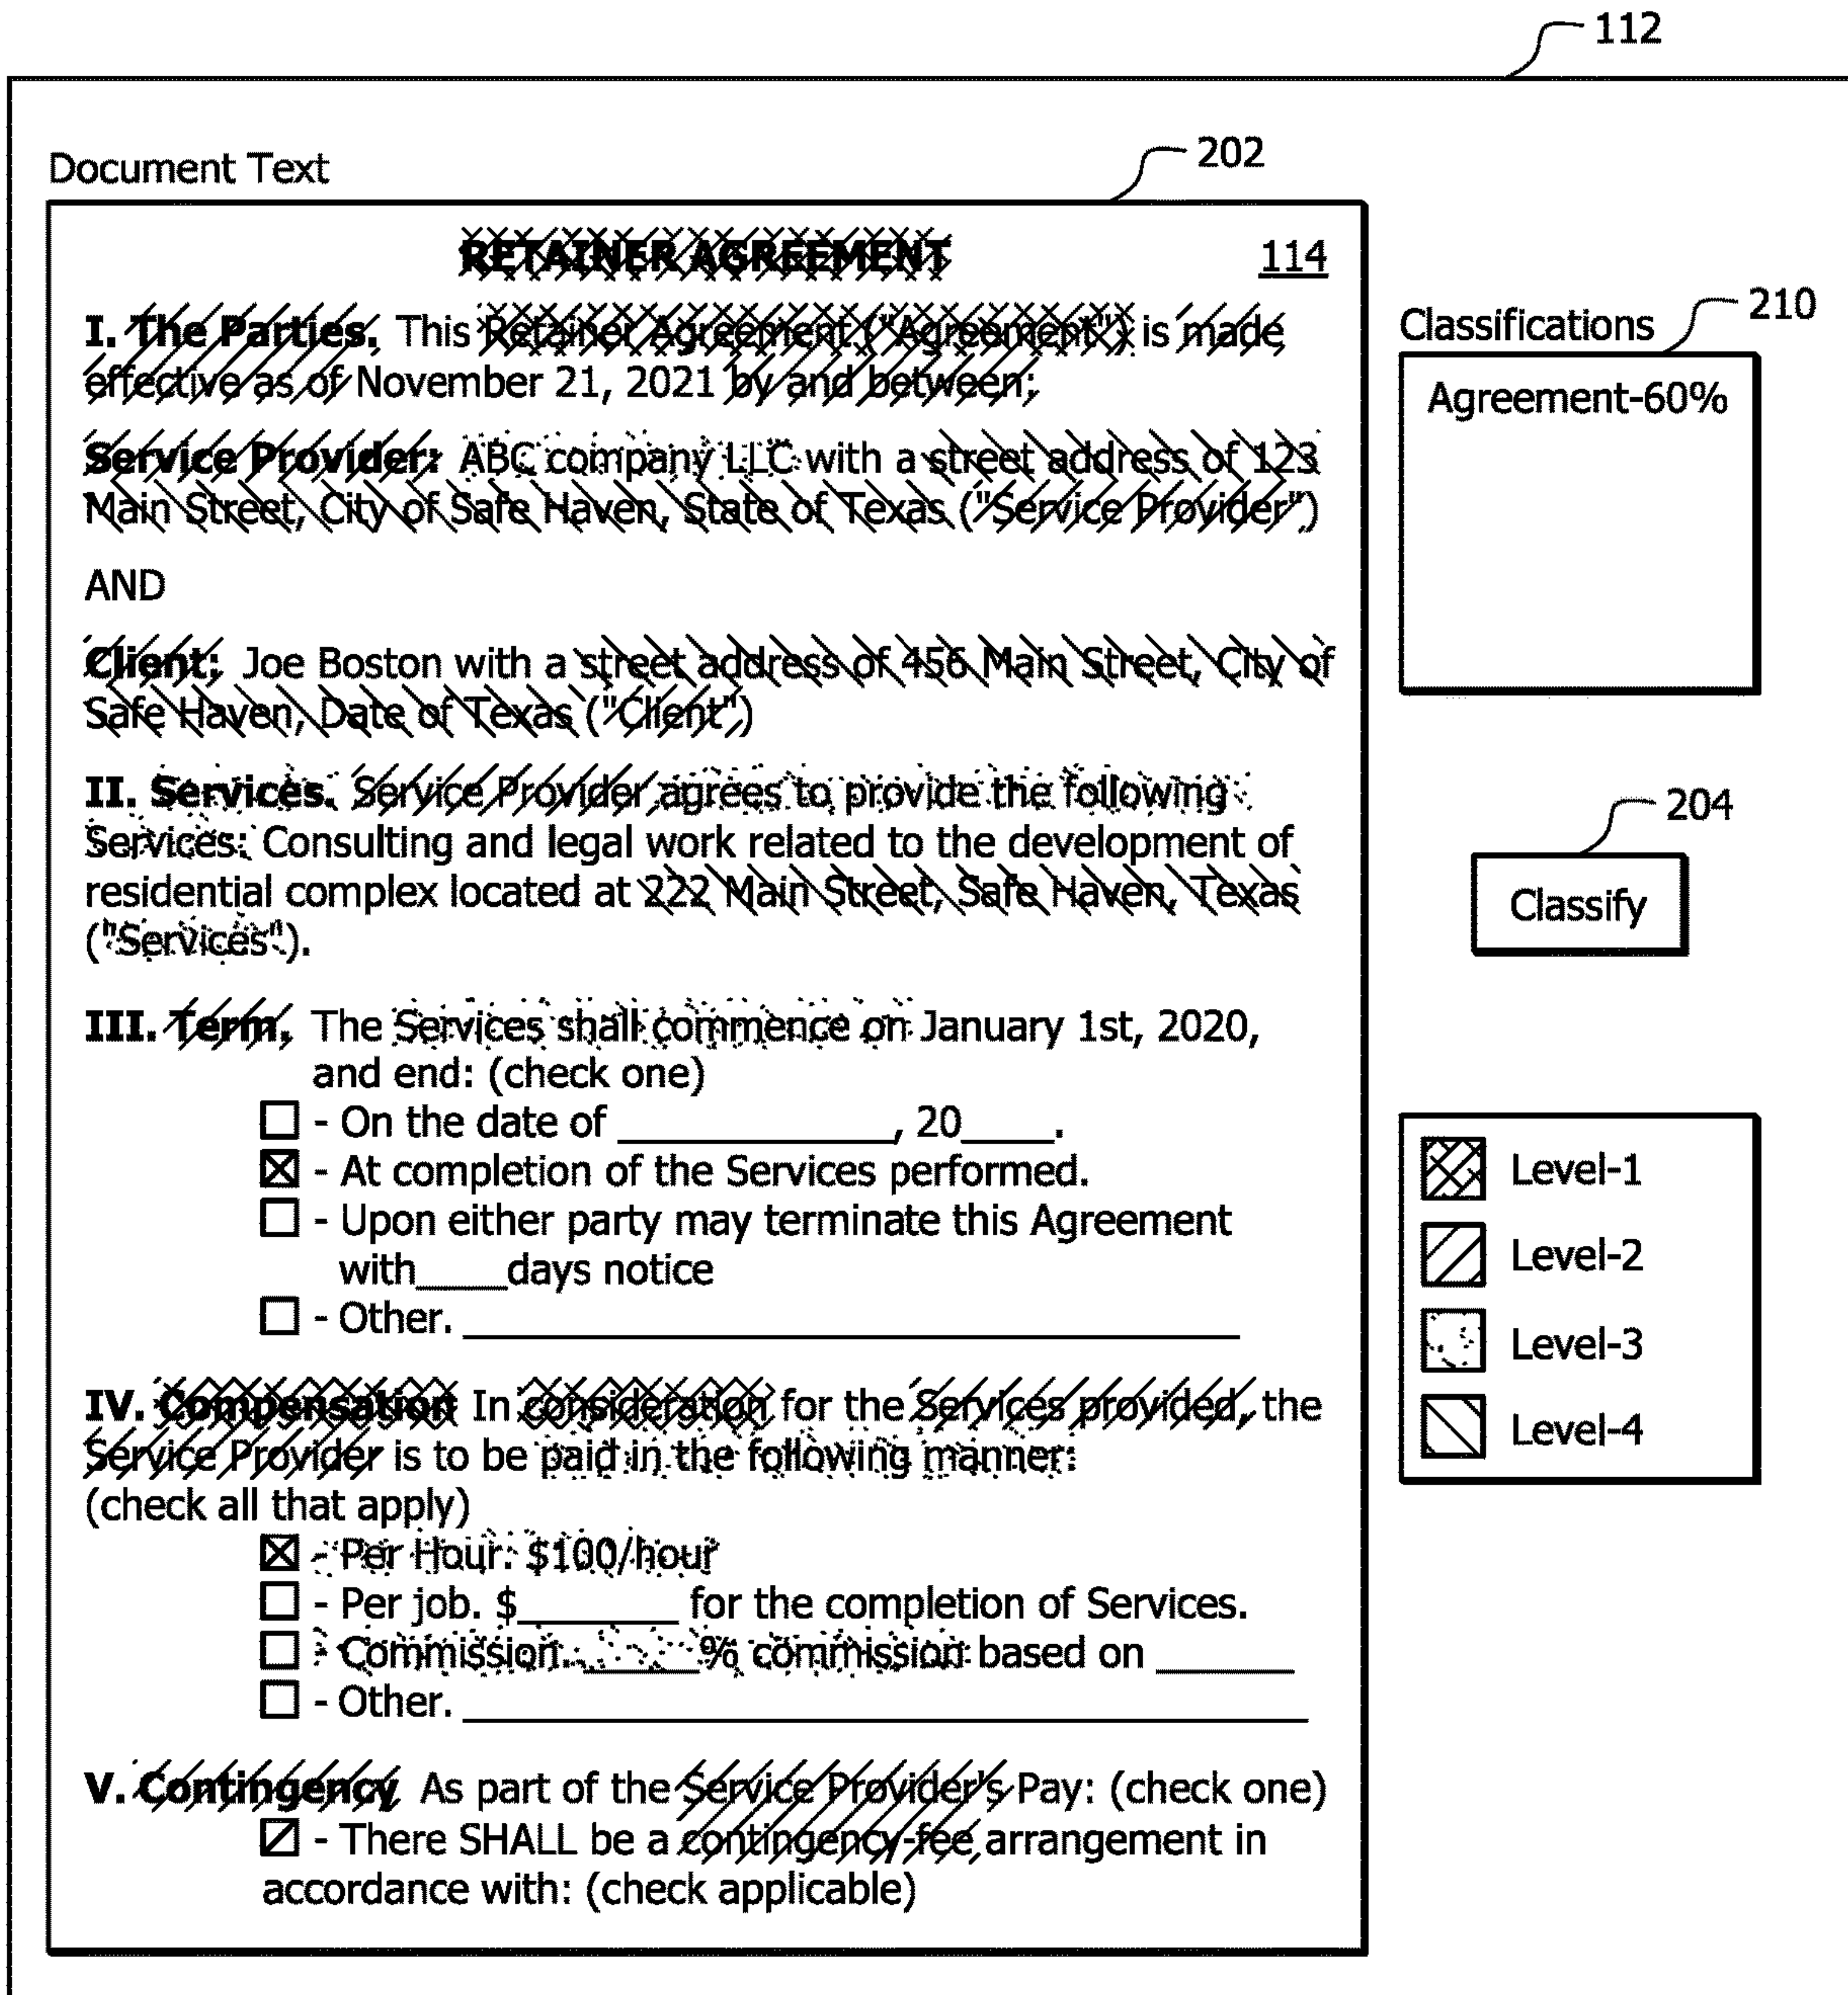 112
Document Text
202
RETAINER AGREEMENT
114
I. The Parties. This Retainer Agreement ("Agreement") is made
effective as of November 21, 2021 by and between;
Service Provider: ABC company LLC with a street address of 123
Main Street, City of Safe Haven, State of Texas ("Service Provider")
AND
Client: Joe Boston with a street address of 456 Main Street, City of
Safe Haven, Date of Texas ("Client")
II. Services. Service Provider agrees to provide the following
Services: Consulting and legal work related to the development of
residential complex located at 222 Main Street, Safe Haven, Texas
("Services").
III. Term. The Services shall commence on January 1st, 2020,
and end: (check one)
- On the date of ____________, 20____.
- At completion of the Services performed.
- Upon either party may terminate this Agreement
with____days notice
- Other. ____________
IV. Compensation In consideration for the Services provided, the
Service Provider is to be paid in the following manner:
(check all that apply)
- Per Hour. $100/hour
- Per job. $_______ for the completion of Services.
- Commission. _____% commission based on ______
- Other. ____________
V. Contingency As part of the Service Provider's Pay: (check one)
- There SHALL be a contingency-fee arrangement in
accordance with: (check applicable)
210
Classifications
Agreement-60%
204
Classify
Level-1
Level-2
Level-3
Level-4